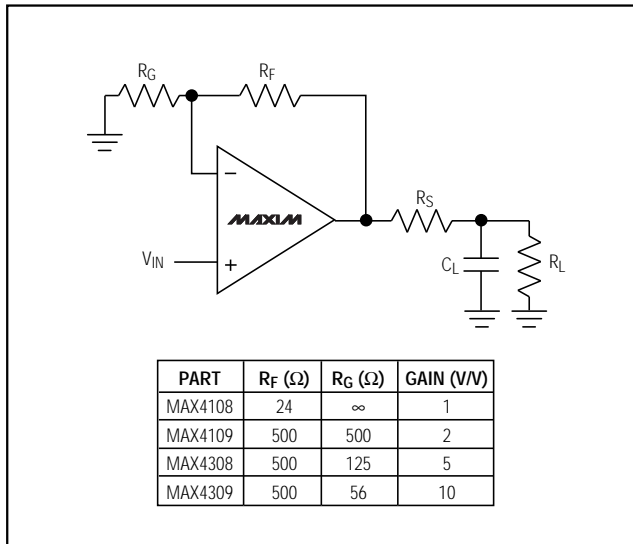 RG
RF
−
MAXIM
RS
VIN
+
CL
RL
PART RF (Ω) RG (Ω) GAIN (V/V)
MAX4108 24 ∞ 1
MAX4109 500 500 2
MAX4308 500 125 5
MAX4309 500 56 10